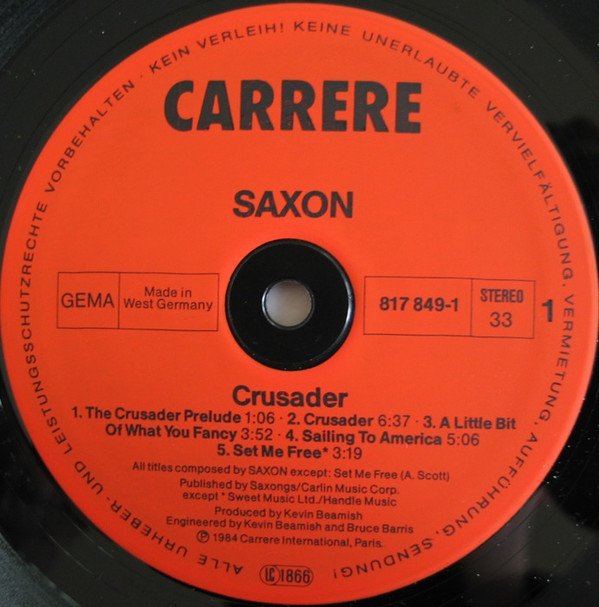 ALLE URHEBER- UND LEISTUNGSSCHUTZRECHTE VORBEHALTEN · KEIN VERLEIH! KEINE UNERLAUBTE VERVIELFÄLTIGUNG, VERMIETUNG, AUFFÜHRUNG, SENDUNG!
CARRERE
SAXON
GEMA
Made in
West Germany
817 849-1
STEREO
33
1
Crusader
1. The Crusader Prelude 1:06 · 2. Crusader 6:37 · 3. A Little Bit
Of What You Fancy 3:52 · 4. Sailing To America 5:06
5. Set Me Free* 3:19
All titles composed by SAXON except: Set Me Free (A. Scott)
Published by Saxongs/Carlin Music Corp.
except * Sweet Music Ltd./Handle Music
Produced by Kevin Beamish
Engineered by Kevin Beamish and Bruce Barris
℗ 1984 Carrere International, Paris.
LC 1866